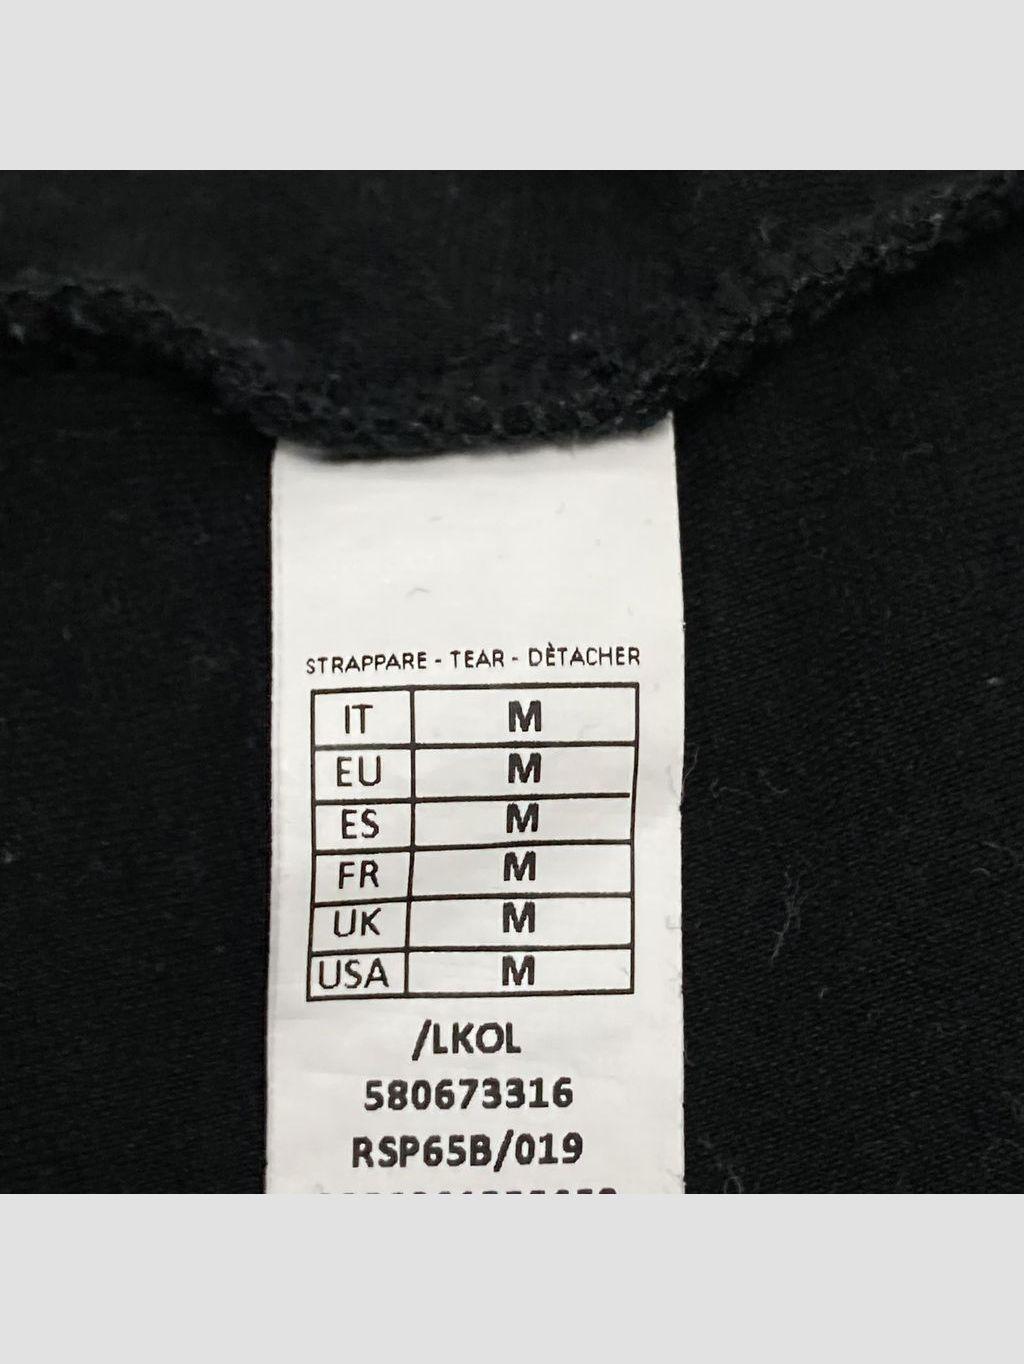 STRAPPARE - TEAR - DÈTACHER
IT M
EU M
ES M
FR M
UK M
USA M
/LKOL
580673316
RSP65B/019